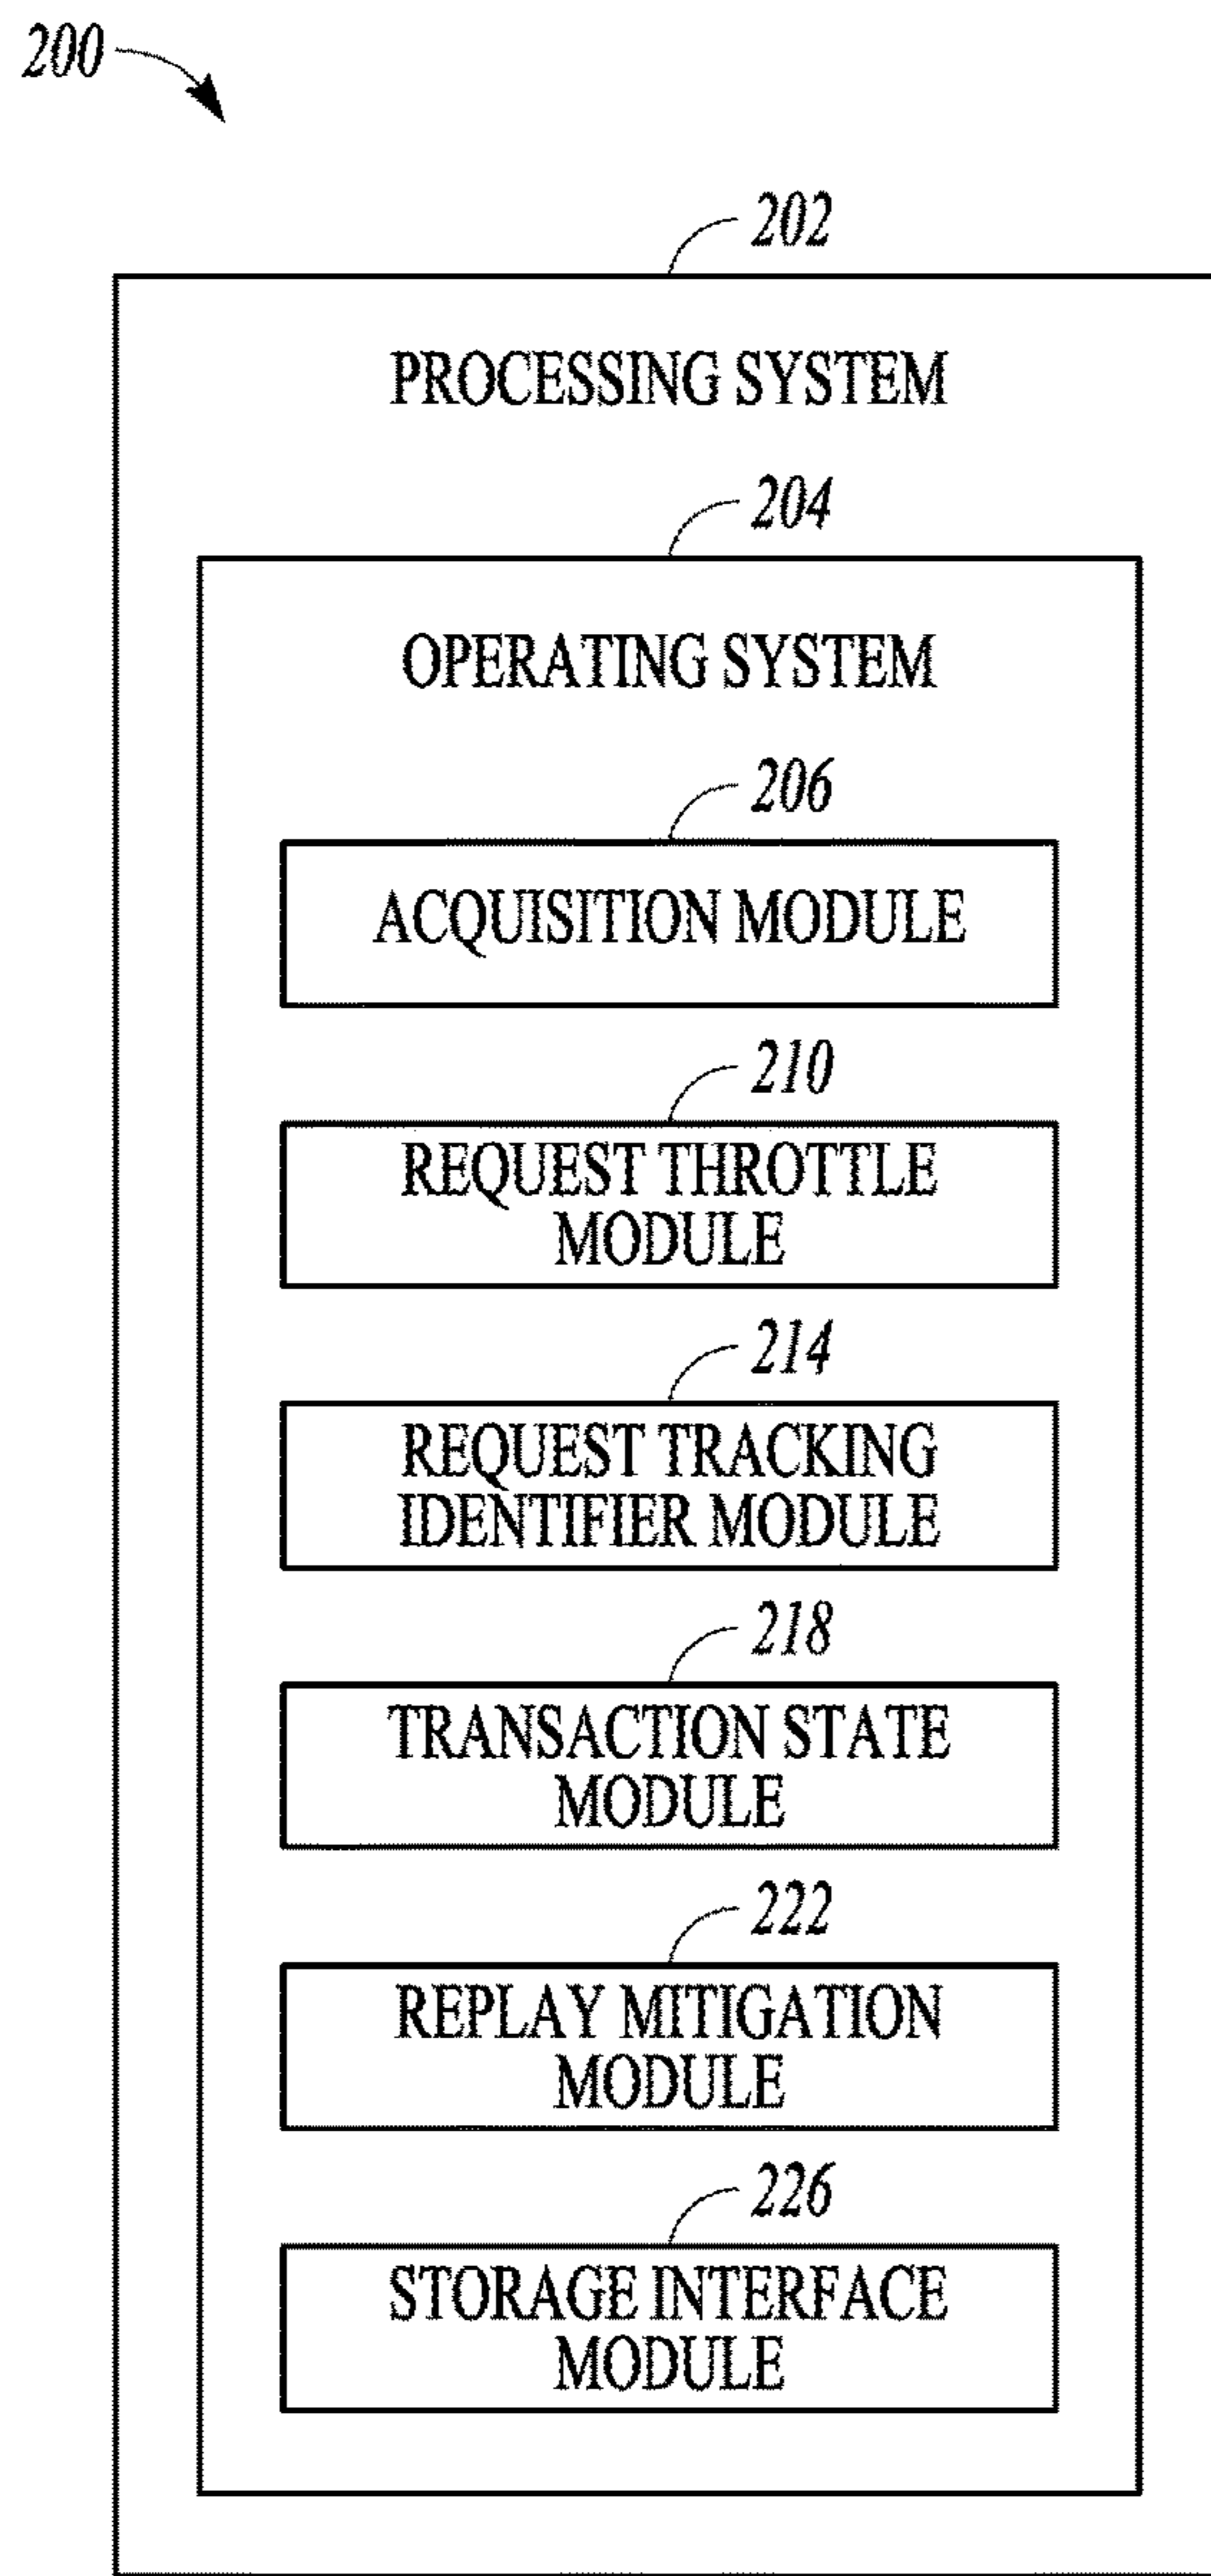 200
202
PROCESSING SYSTEM
204
OPERATING SYSTEM
206
ACQUISITION MODULE
210
REQUEST THROTTLE
MODULE
214
REQUEST TRACKING
IDENTIFIER MODULE
218
TRANSACTION STATE
MODULE
222
REPLAY MITIGATION
MODULE
226
STORAGE INTERFACE
MODULE